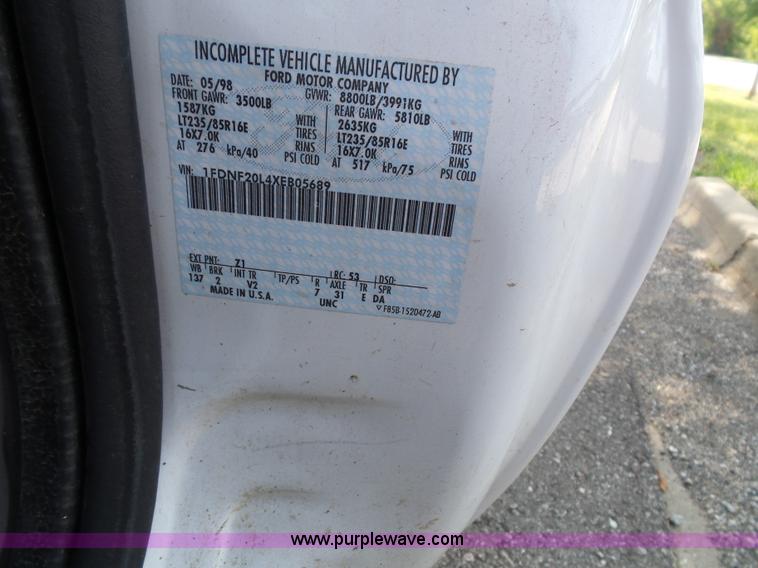 INCOMPLETE VEHICLE MANUFACTURED BY
FORD MOTOR COMPANY
DATE: 05/98 GVWR: 8800LB/3991KG
FRONT GAWR: 3500LB REAR GAWR: 5810LB
1587KG WITH 2635KG WITH
LT235/85R16E TIRES LT235/85R16E TIRES
16X7.0K RIMS 16X7.0K RIMS
AT 276 kPa/40 PSI COLD AT 517 kPa/75 PSI COLD
VIN: 1FDNF20L4XEB05689
EXT PNT: Z1 RC: 53 DSO:
WB BRK INT TR TP/PS R AXLE TR SPR
137 2 V2 7 31 E DA
MADE IN U.S.A. UNC F85B-1520472-AB
www.purplewave.com